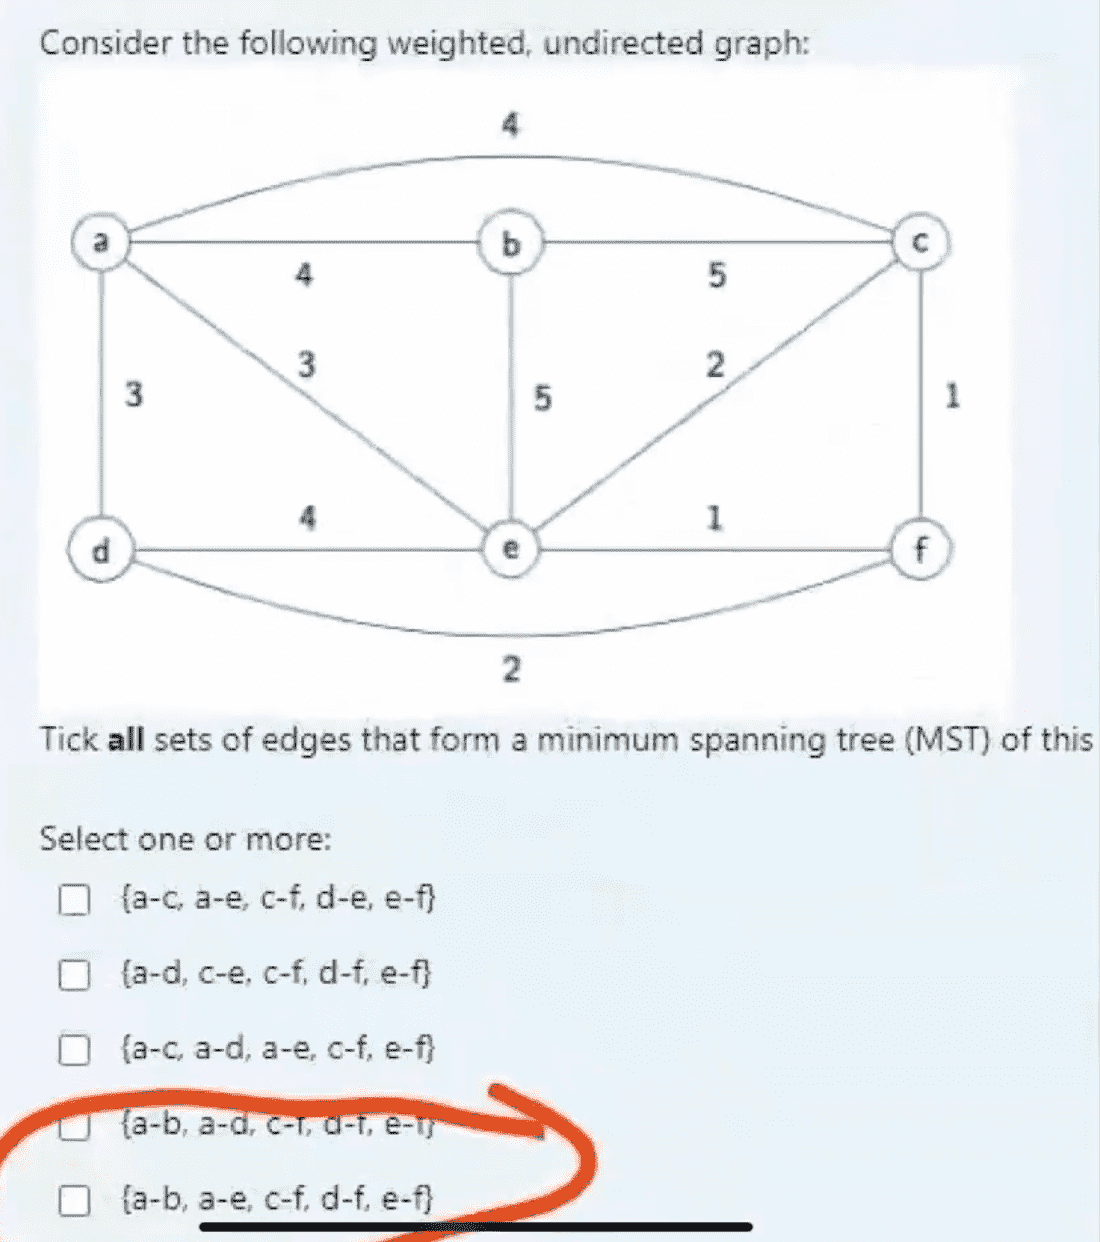 Consider the following weighted, undirected graph:
4
a
b
c
4
5
3
2
3
5
1
4
1
d
e
f
2
Tick all sets of edges that form a minimum spanning tree (MST) of this
Select one or more:
{a-c, a-e, c-f, d-e, e-f}
{a-d, c-e, c-f, d-f, e-f}
{a-c, a-d, a-e, c-f, e-f}
{a-b, a-d, c-f, d-f, e-f}
{a-b, a-e, c-f, d-f, e-f}